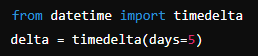 from datetime import timedelta
delta = timedelta(days=5)